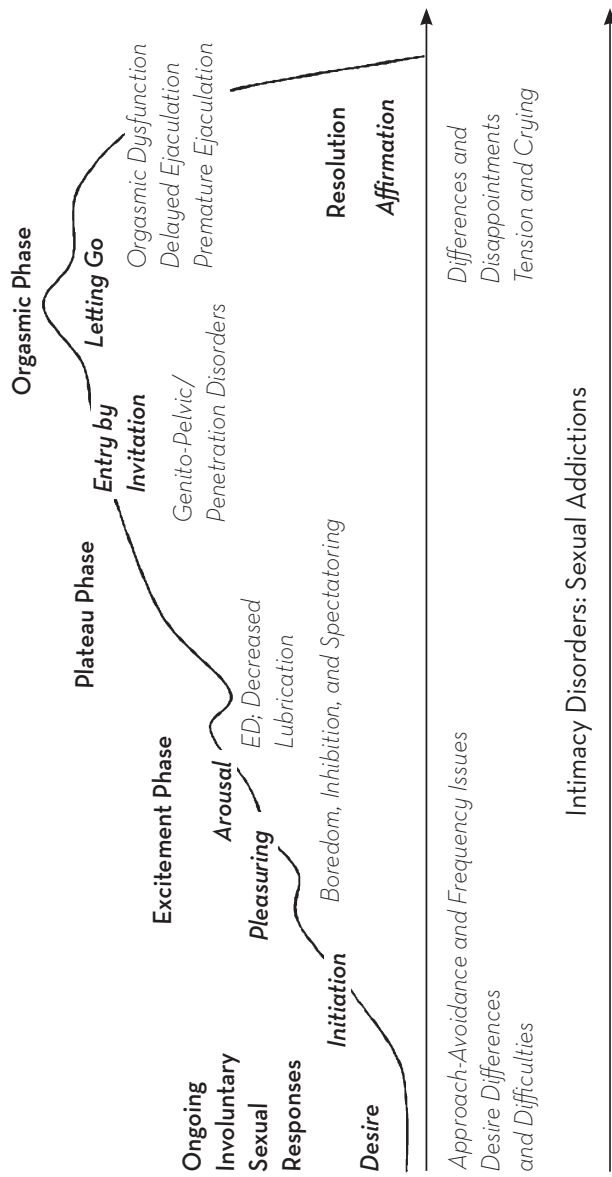 Ongoing
Involuntary
Sexual
Responses
Desire
Initiation
Excitement Phase
Pleasuring
Arousal
Boredom, Inhibition, and Spectatoring
ED; Decreased
Lubrication
Plateau Phase
Entry by
Invitation
Genito-Pelvic/
Penetration Disorders
Orgasmic Phase
Letting Go
Orgasmic Dysfunction
Delayed Ejaculation
Premature Ejaculation
Resolution
Affirmation
Approach-Avoidance and Frequency Issues
Desire Differences
and Difficulties
Differences and
Disappointments
Tension and Crying
Intimacy Disorders: Sexual Addictions